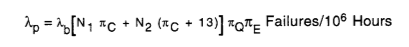 λp = λb[N1 πC + N2 (πC + 13)] πQπE Failures/10⁶ Hours